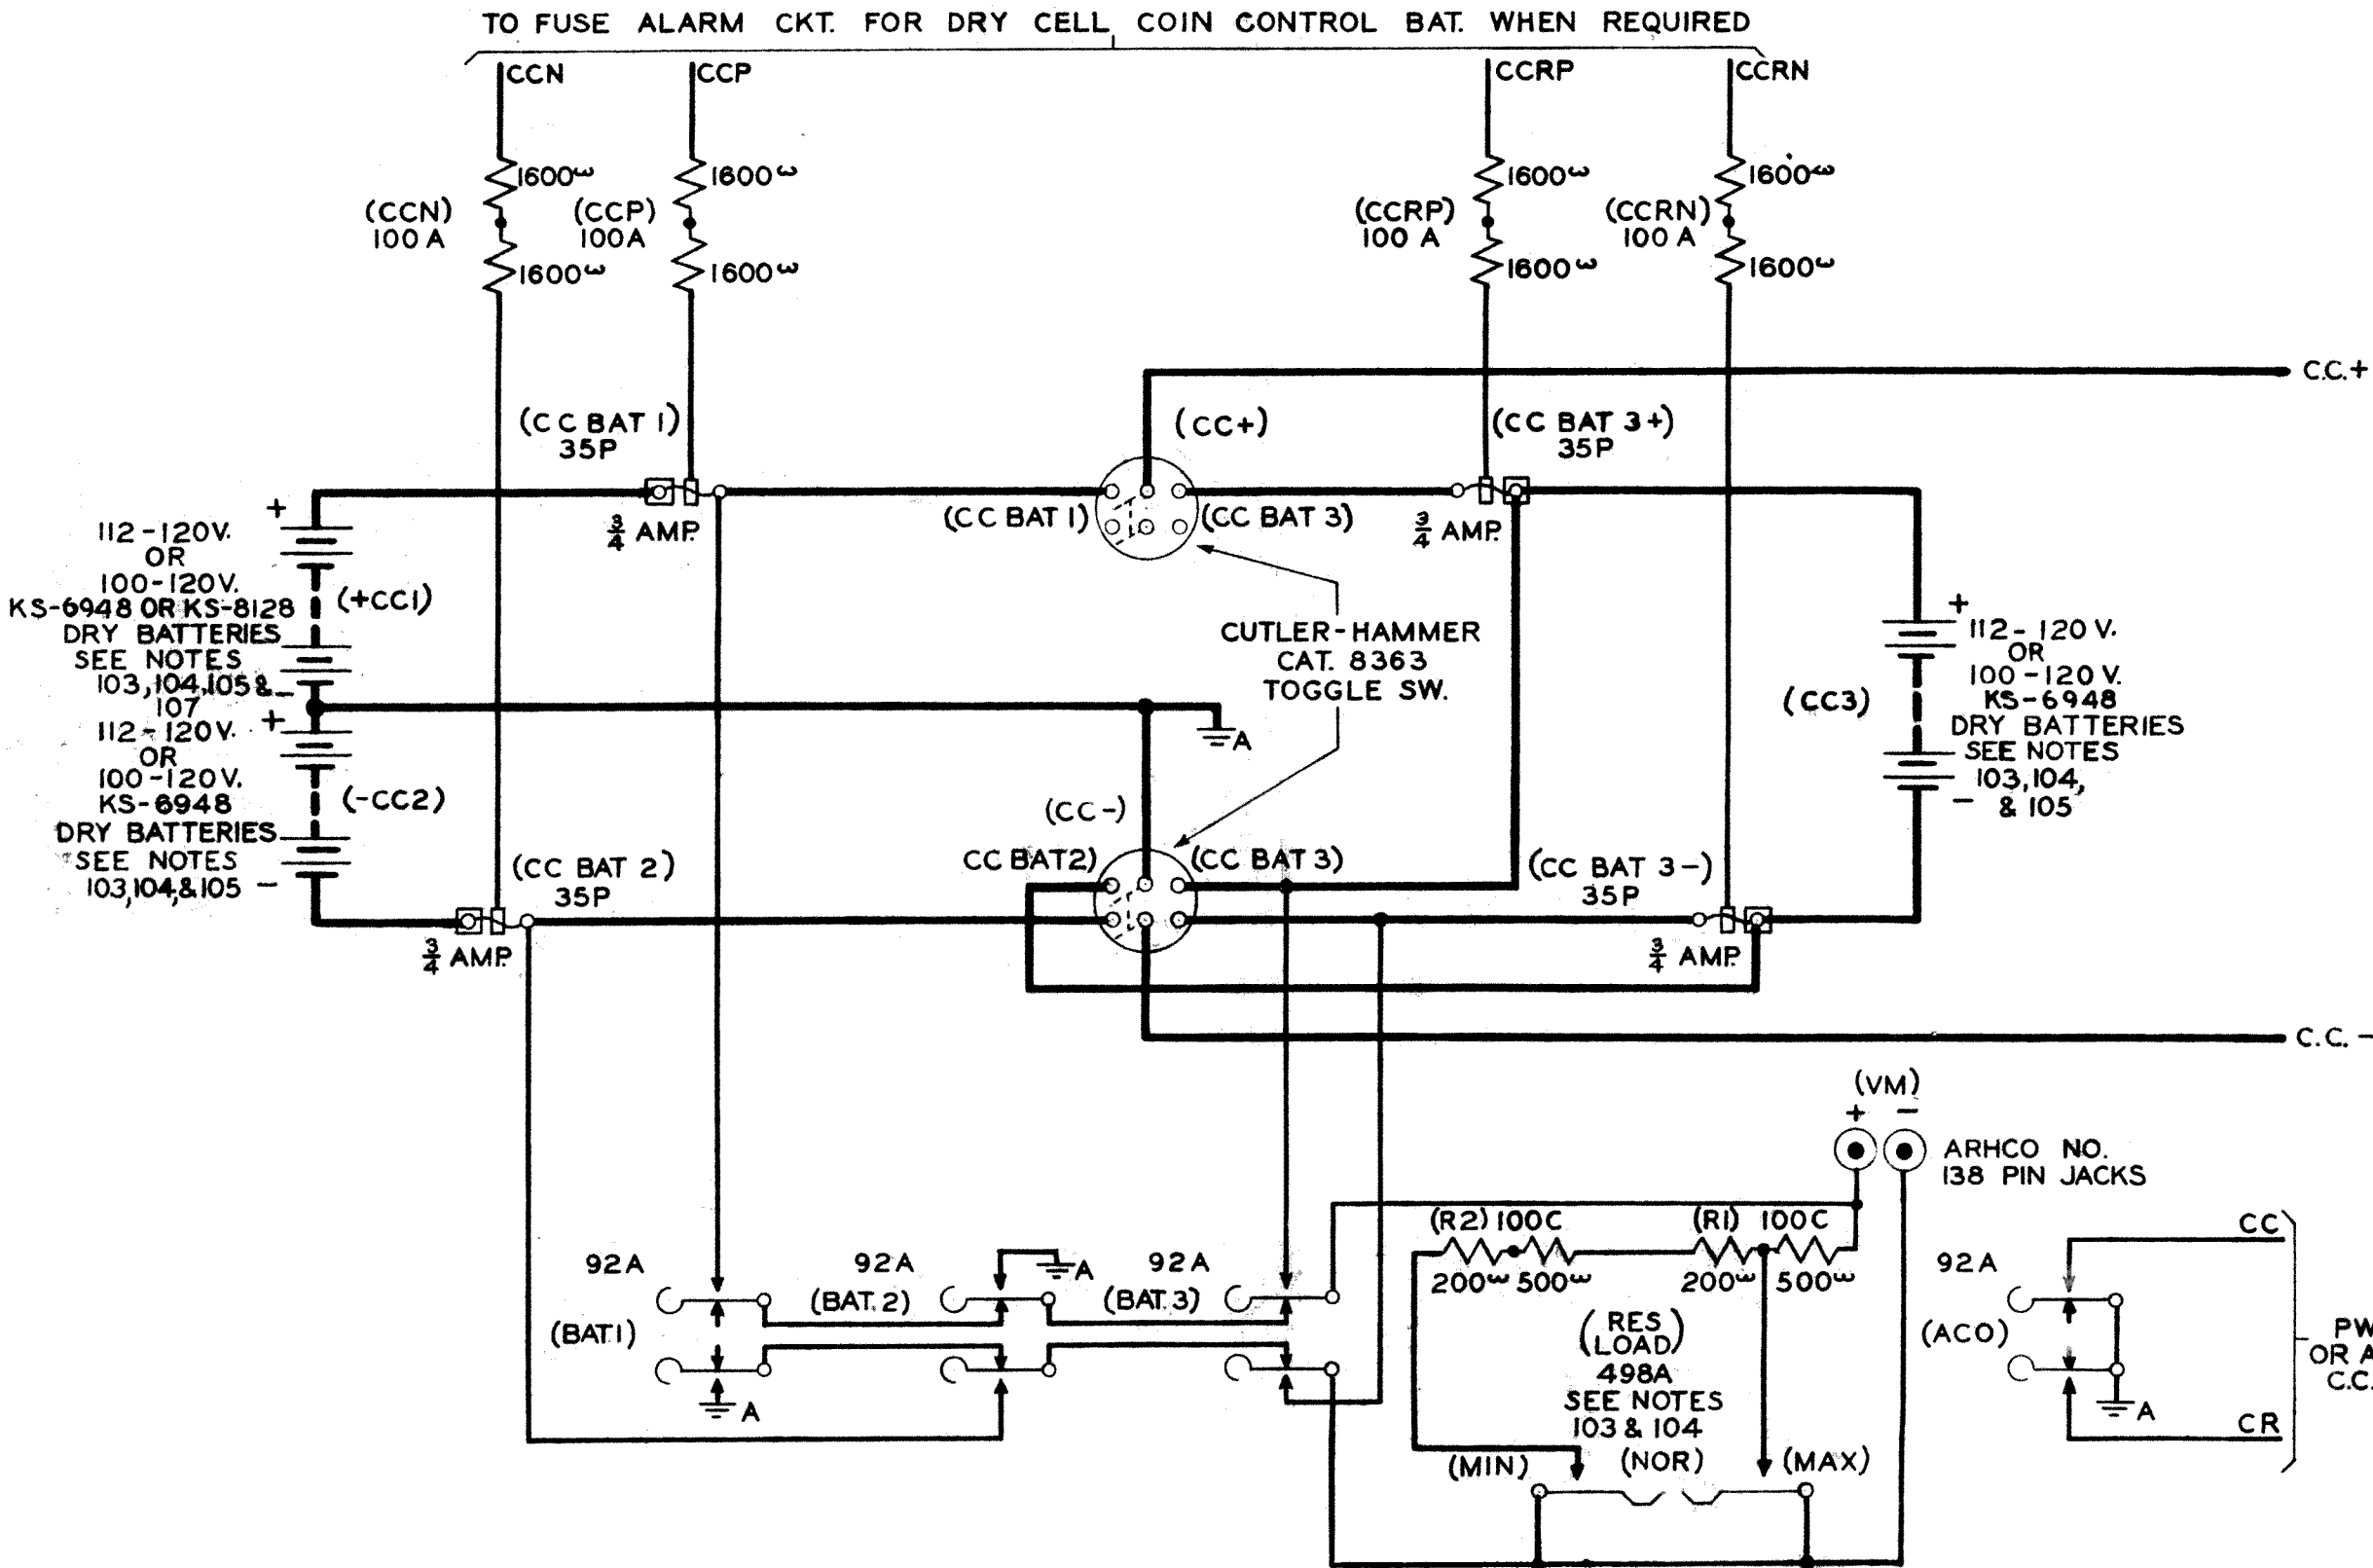 TO FUSE ALARM CKT. FOR DRY CELL COIN CONTROL BAT. WHEN REQUIRED
CCN
CCP
CCRP
CCRN
1600ω
1600ω
1600ω
1600ω
(CCN)
100A
(CCP)
100A
(CCRP)
100 A
(CCRN)
100 A
1600ω
1600ω
1600ω
1600ω
C.C.+
(CC BAT 1)
35P
(CC+)
(CC BAT 3+)
35P
3/4 AMP.
(CC BAT 1)
(CC BAT 3)
3/4 AMP.
+
112-120V.
OR
100-120V.
KS-6948 OR KS-8128
DRY BATTERIES
SEE NOTES
103,104,105 &
107
−
(+CC1)
CUTLER-HAMMER
CAT. 8363
TOGGLE SW.
+
112-120 V.
OR
100-120 V.
KS-6948
DRY BATTERIES
SEE NOTES
103,104,
& 105
−
(CC3)
A
+
112-120V.
OR
100-120V.
KS-6948
DRY BATTERIES
SEE NOTES
103,104,&105
−
(-CC2)
(CC-)
CC BAT2)
(CC BAT 3)
(CC BAT 2)
35P
(CC BAT 3-)
35P
3/4 AMP.
3/4 AMP.
C.C. −
(VM)
+ −
ARHCO NO.
138 PIN JACKS
(R2) 100C
(R1) 100C
200ω 500ω
200ω 500ω
92A
(BAT.1)
92A
(BAT.2)
A
92A
(BAT.3)
A
(RES
LOAD)
498A
SEE NOTES
103 & 104
(MIN)
(NOR)
(MAX)
92A
(ACO)
CC
A
CR
PW
OR A
C.C.